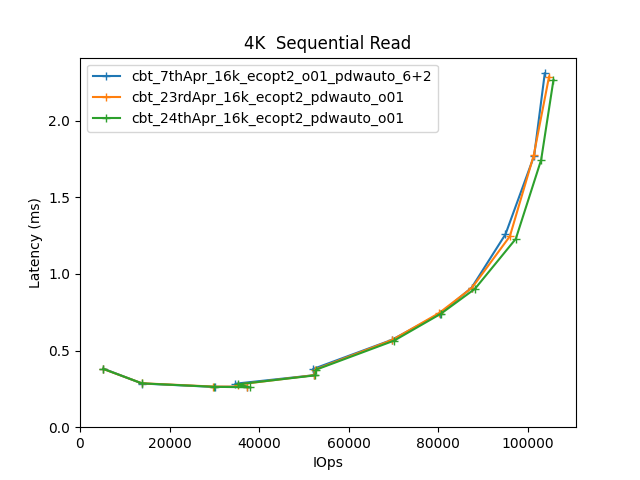 4K  Sequential Read
cbt_7thApr_16k_ecopt2_o01_pdwauto_6+2
cbt_23rdApr_16k_ecopt2_pdwauto_o01
cbt_24thApr_16k_ecopt2_pdwauto_o01
Latency (ms)
2.0
1.5
1.0
0.5
0.0
0 20000 40000 60000 80000 100000
IOps